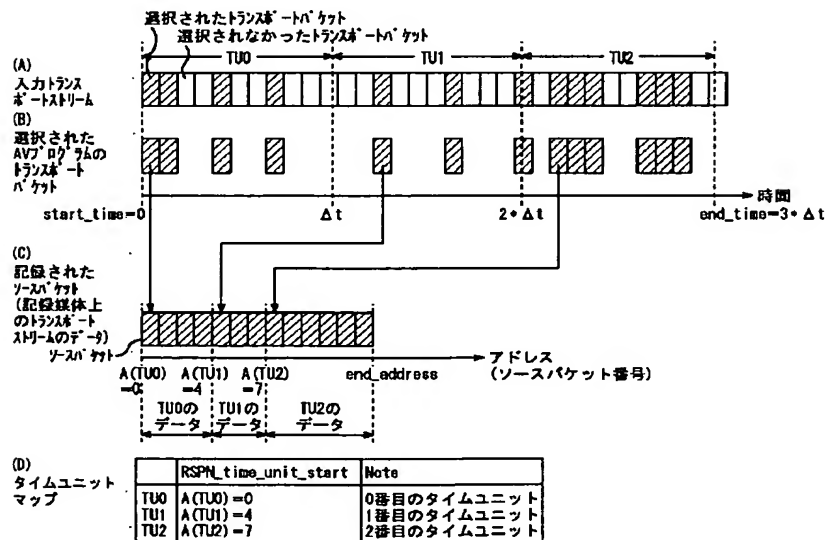 選択されたトランスポートパケット
選択されなかったトランスポートパケット
(A)
入力トランス
ポートストリーム
TU0
TU1
TU2
(B)
選択された
AVプログラムの
トランスポート
パケット
時間
start_time=0
Δt
2*Δt
end_time=3*Δt
(C)
記録された
ソースパケット
(記録媒体上
のトランスポート
ストリームのデータ)
ソースパケット
アドレス
(ソースパケット番号)
A(TU0)
=0
A(TU1)
=4
A(TU2)
=7
end_address
TU0の
データ
TU1の
データ
TU2の
データ
(D)
タイムユニット
マップ
RSPN_time_unit_start Note
TU0 A(TU0)=0 0番目のタイムユニット
TU1 A(TU1)=4 1番目のタイムユニット
TU2 A(TU2)=7 2番目のタイムユニット